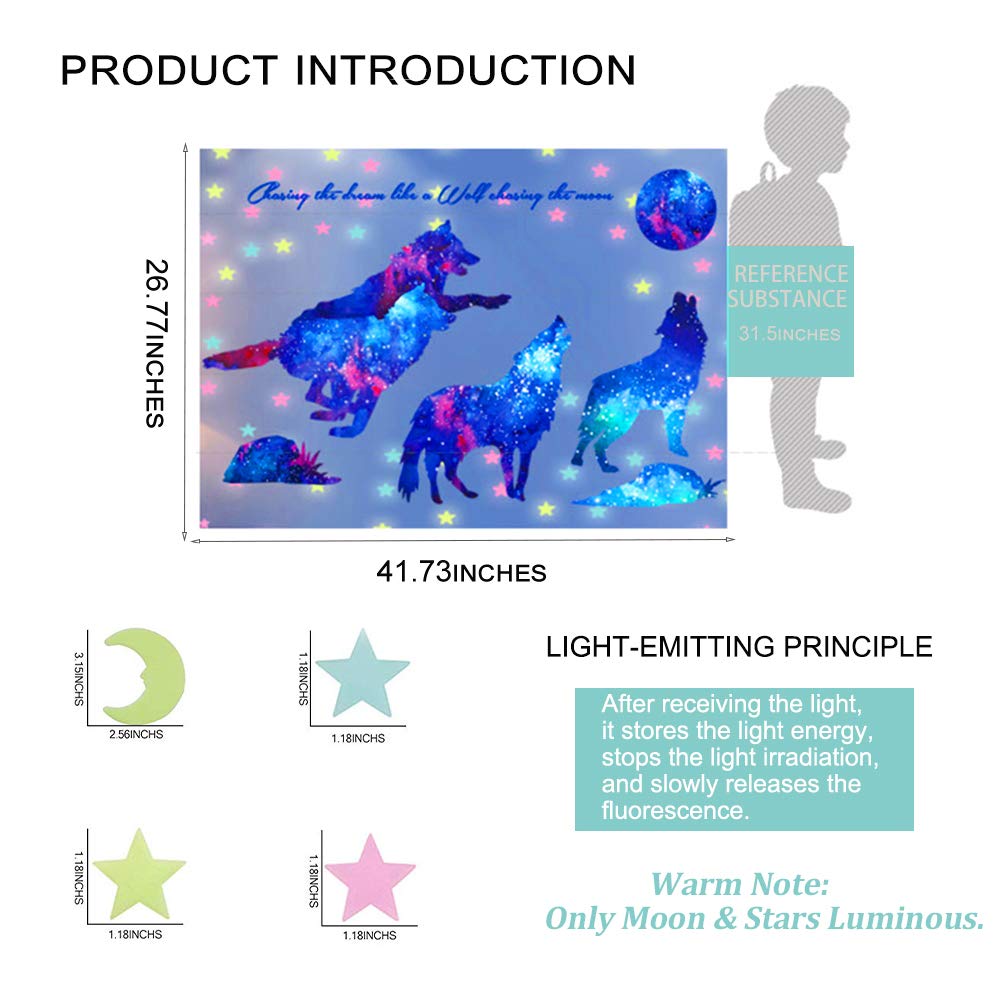 PRODUCT INTRODUCTION
Chasing the dream like a Wolf chasing the moon
26.77INCHES
REFERENCE
SUBSTANCE
31.5INCHES
41.73INCHES
3.15INCHS
2.56INCHS
1.18INCHS
1.18INCHS
LIGHT-EMITTING PRINCIPLE
After receiving the light,
it stores the light energy,
stops the light irradiation,
and slowly releases the
fluorescence.
1.18INCHS
1.18INCHS
1.18INCHS
1.18INCHS
Warm Note:
Only Moon & Stars Luminous.